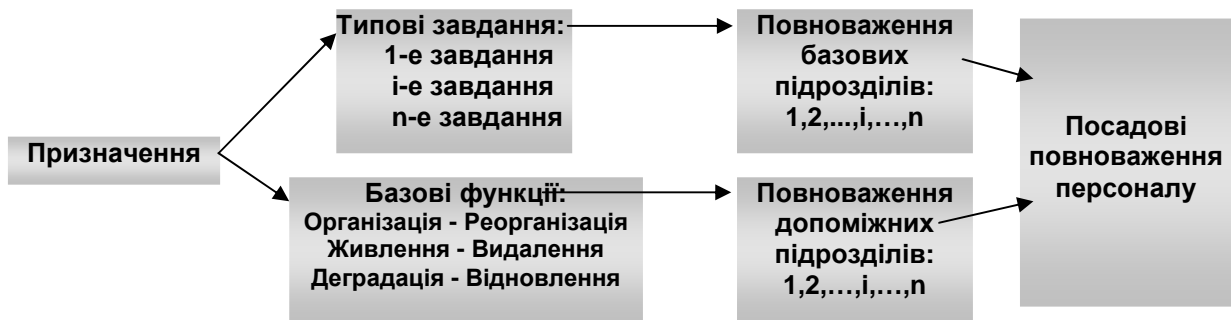 Призначення
Типові завдання:
1-е завдання
і-е завдання
n-е завдання
Базові функції:
Організація - Реорганізація
Живлення - Видалення
Деградація - Відновлення
Повноваження
базових
підрозділів:
1,2,...,i,…,n
Повноваження
допоміжних
підрозділів:
1,2,…,i,…,n
Посадові
повноваження
персоналу